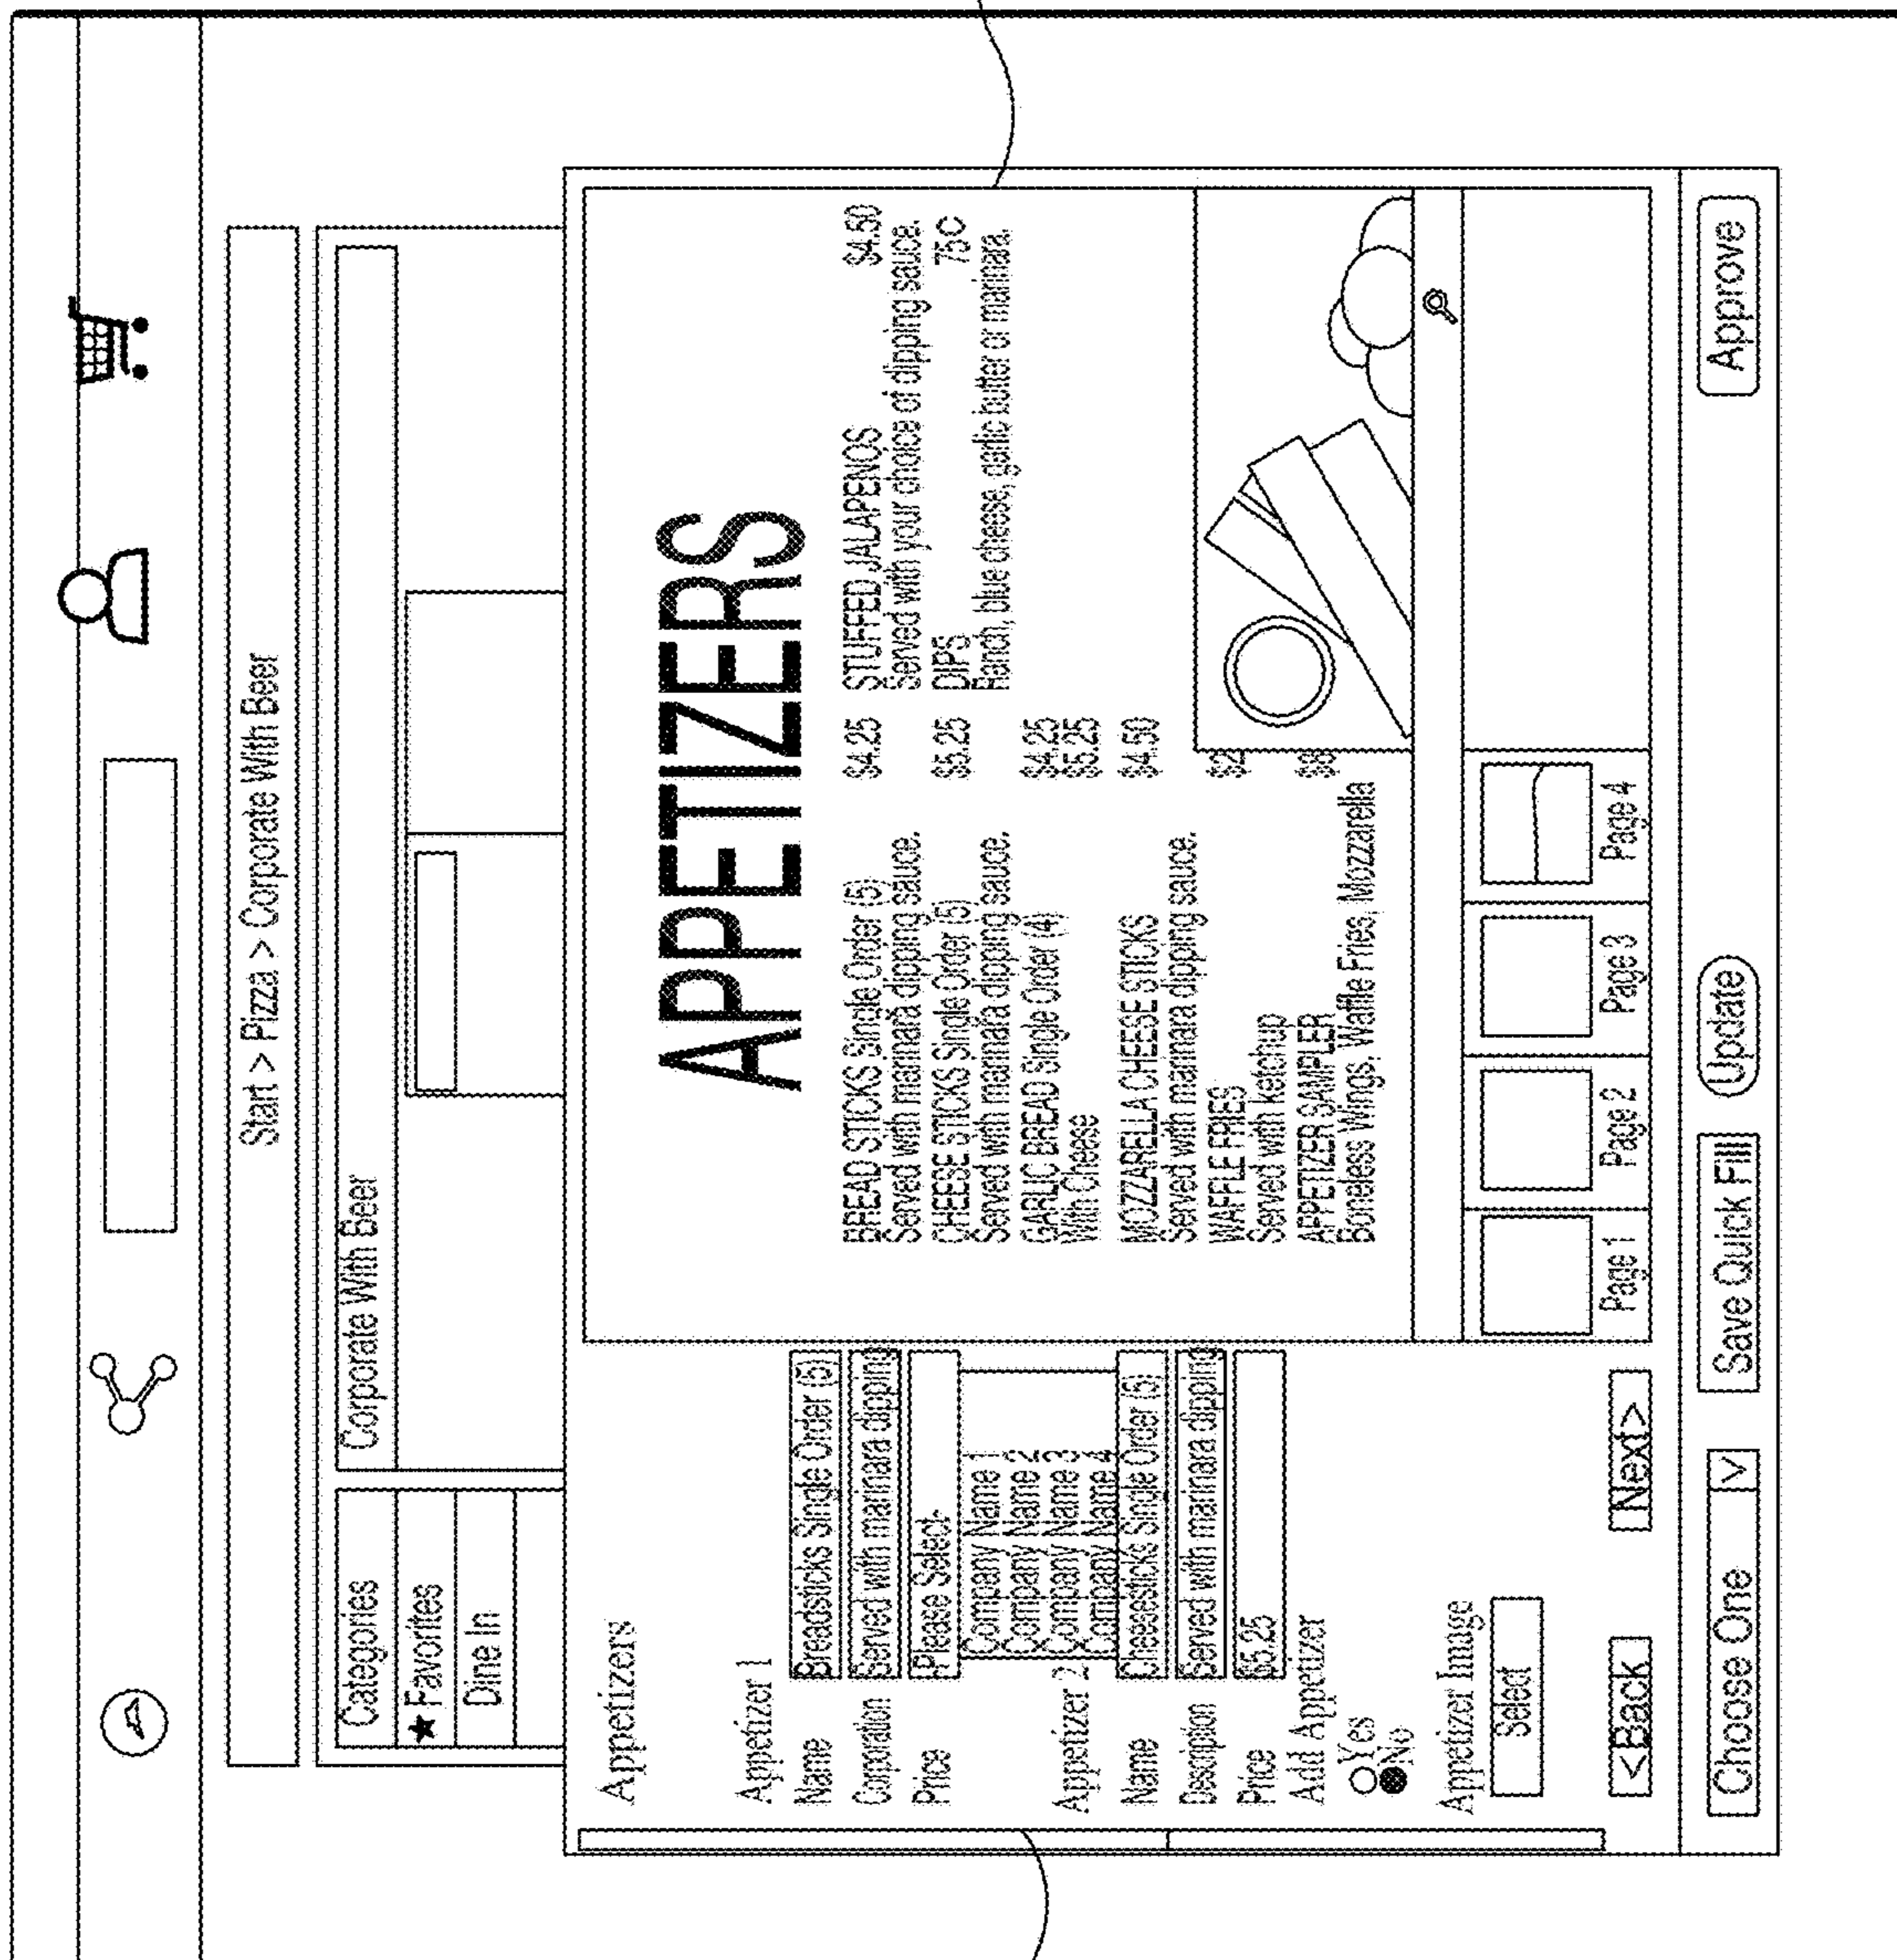 Start > Pizza > Corporate With Beer
Categories
★ Favorites
Dine In
Corporate With Beer
Appetizers
Appetizer 1
Name
Breadsticks Single Order (5)
Corporation
Served with marinara dipping
Price
Please Select-
Company Name 1
Company Name 2
Company Name 3
Company Name 4
Appetizer 2
Name
Cheesesticks Single Order (5)
Description
Served with marinara dipping
Price
$5.25
Add Appetizer
Yes
No
Appetizer Image
Select
<Back
Next>
APPETIZERS
BREAD STICKS Single Order (5) $4.25
Served with marinara dipping sauce.
CHEESE STICKS Single Order (5) $5.25
Served with marinara dipping sauce.
GARLIC BREAD Single Order (4) $4.25
With Cheese $5.25
MOZZARELLA CHEESE STICKS $4.50
Served with marinara dipping sauce.
WAFFLE FRIES $2
Served with ketchup
APPETIZER SAMPLER $8
Boneless Wings, Waffle Fries, Mozzarella
STUFFED JALAPENOS $4.50
Served with your choice of dipping sauce.
DIPS 75C
Ranch, blue cheese, garlic butter or marinara.
Page 1
Page 2
Page 3
Page 4
Choose One
Save Quick Fill
Update
Approve